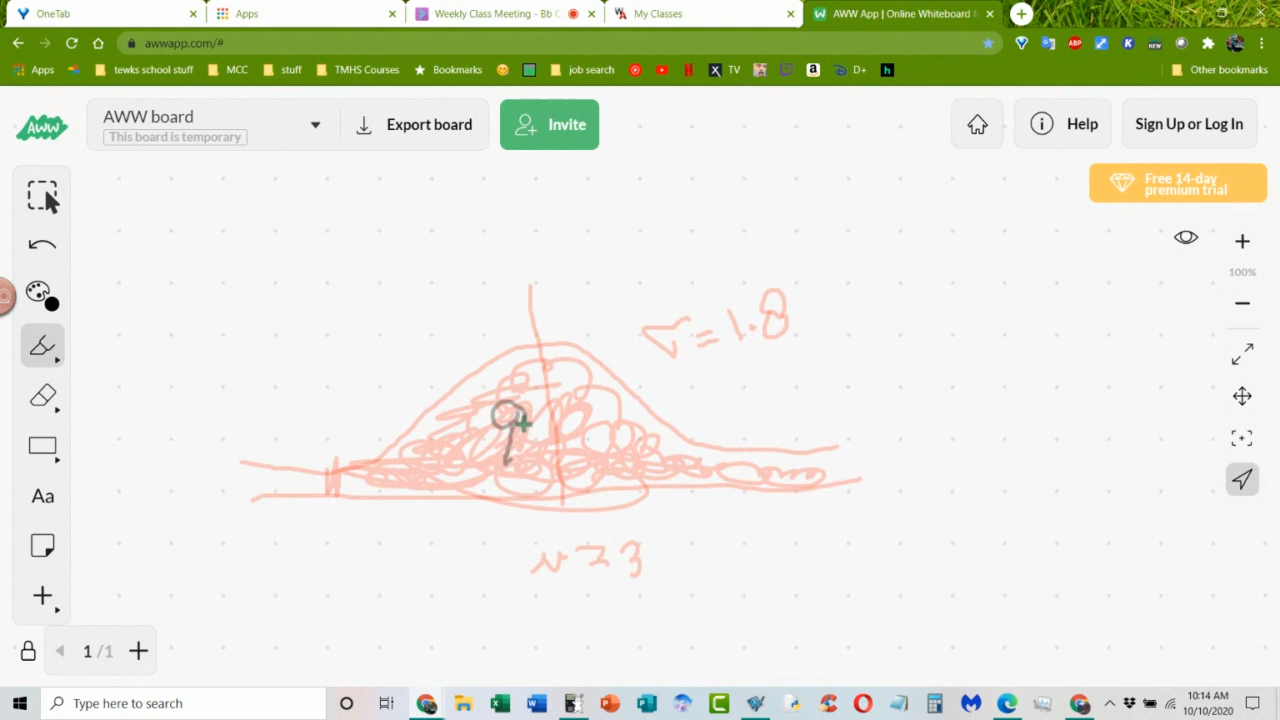 OneTab
Apps
Weekly Class Meeting - Bb C
My Classes
AWW App | Online Whiteboard f
awwapp.com/#
Apps
tewks school stuff
MCC
stuff
TMHS Courses
Bookmarks
job search
TV
D+
Other bookmarks
AWW
AWW board
This board is temporary
Export board
Invite
Help
Sign Up or Log In
Free 14-day
premium trial
100%
Aa
σ = 1.8
9
1 / 1
Type here to search
10:14 AM
10/10/2020